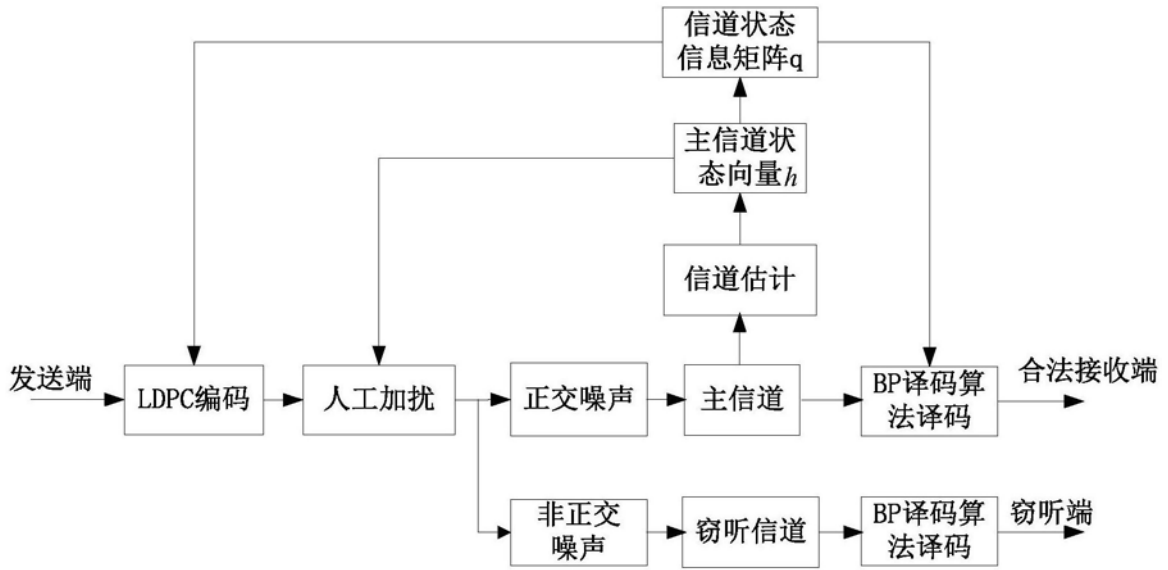 信道状态
信息矩阵q
主信道状
态向量h
信道估计
发送端
LDPC编码
人工加扰
正交噪声
主信道
BP译码算
法译码
合法接收端
非正交
噪声
窃听信道
BP译码算
法译码
窃听端